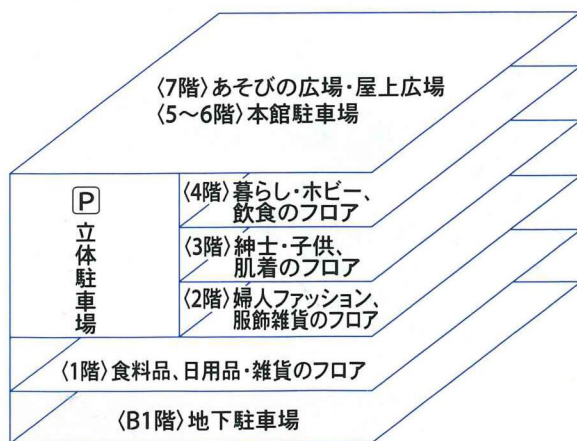 〈7階〉あそびの広場・屋上広場
〈5〜6階〉本館駐車場
P
立体駐車場
〈4階〉暮らし・ホビー、
飲食のフロア
〈3階〉紳士・子供、
肌着のフロア
〈2階〉婦人ファッション、
服飾雑貨のフロア
〈1階〉食料品、日用品・雑貨のフロア
〈B1階〉地下駐車場